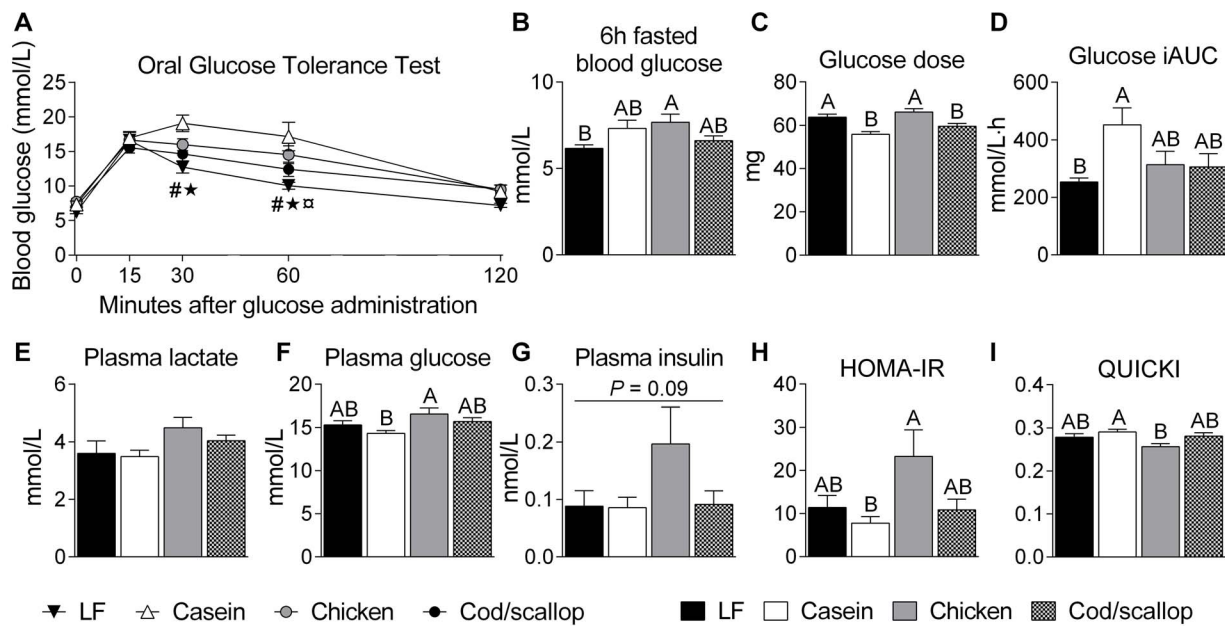 A
Oral Glucose Tolerance Test
Blood glucose (mmol/L)
25
20
15
10
5
0
#★
#★¤
0 15 30 60 120
Minutes after glucose administration
B
6h fasted
blood glucose
mmol/L
6
4
2
0
B AB A AB
C
Glucose dose
mg
80
60
40
20
0
A B A B
D
Glucose iAUC
mmol/L·h
600
400
200
0
B A AB AB
E
Plasma lactate
mmol/L
6
4
2
0
F
Plasma glucose
mmol/L
20
15
10
5
0
AB B A AB
G
Plasma insulin
P = 0.09
nmol/L
0.3
0.2
0.1
0.0
H
HOMA-IR
40
30
20
10
0
AB B A AB
I
QUICKI
0.4
0.3
0.2
0.1
0.0
AB A B AB
LF Casein Chicken Cod/scallop
LF Casein Chicken Cod/scallop